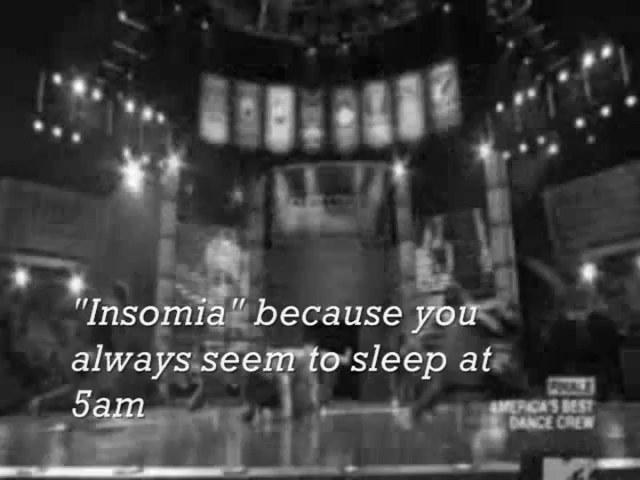 "Insomia" because you
always seem to sleep at
5am
FINALE
AMERICA'S BEST
DANCE CREW